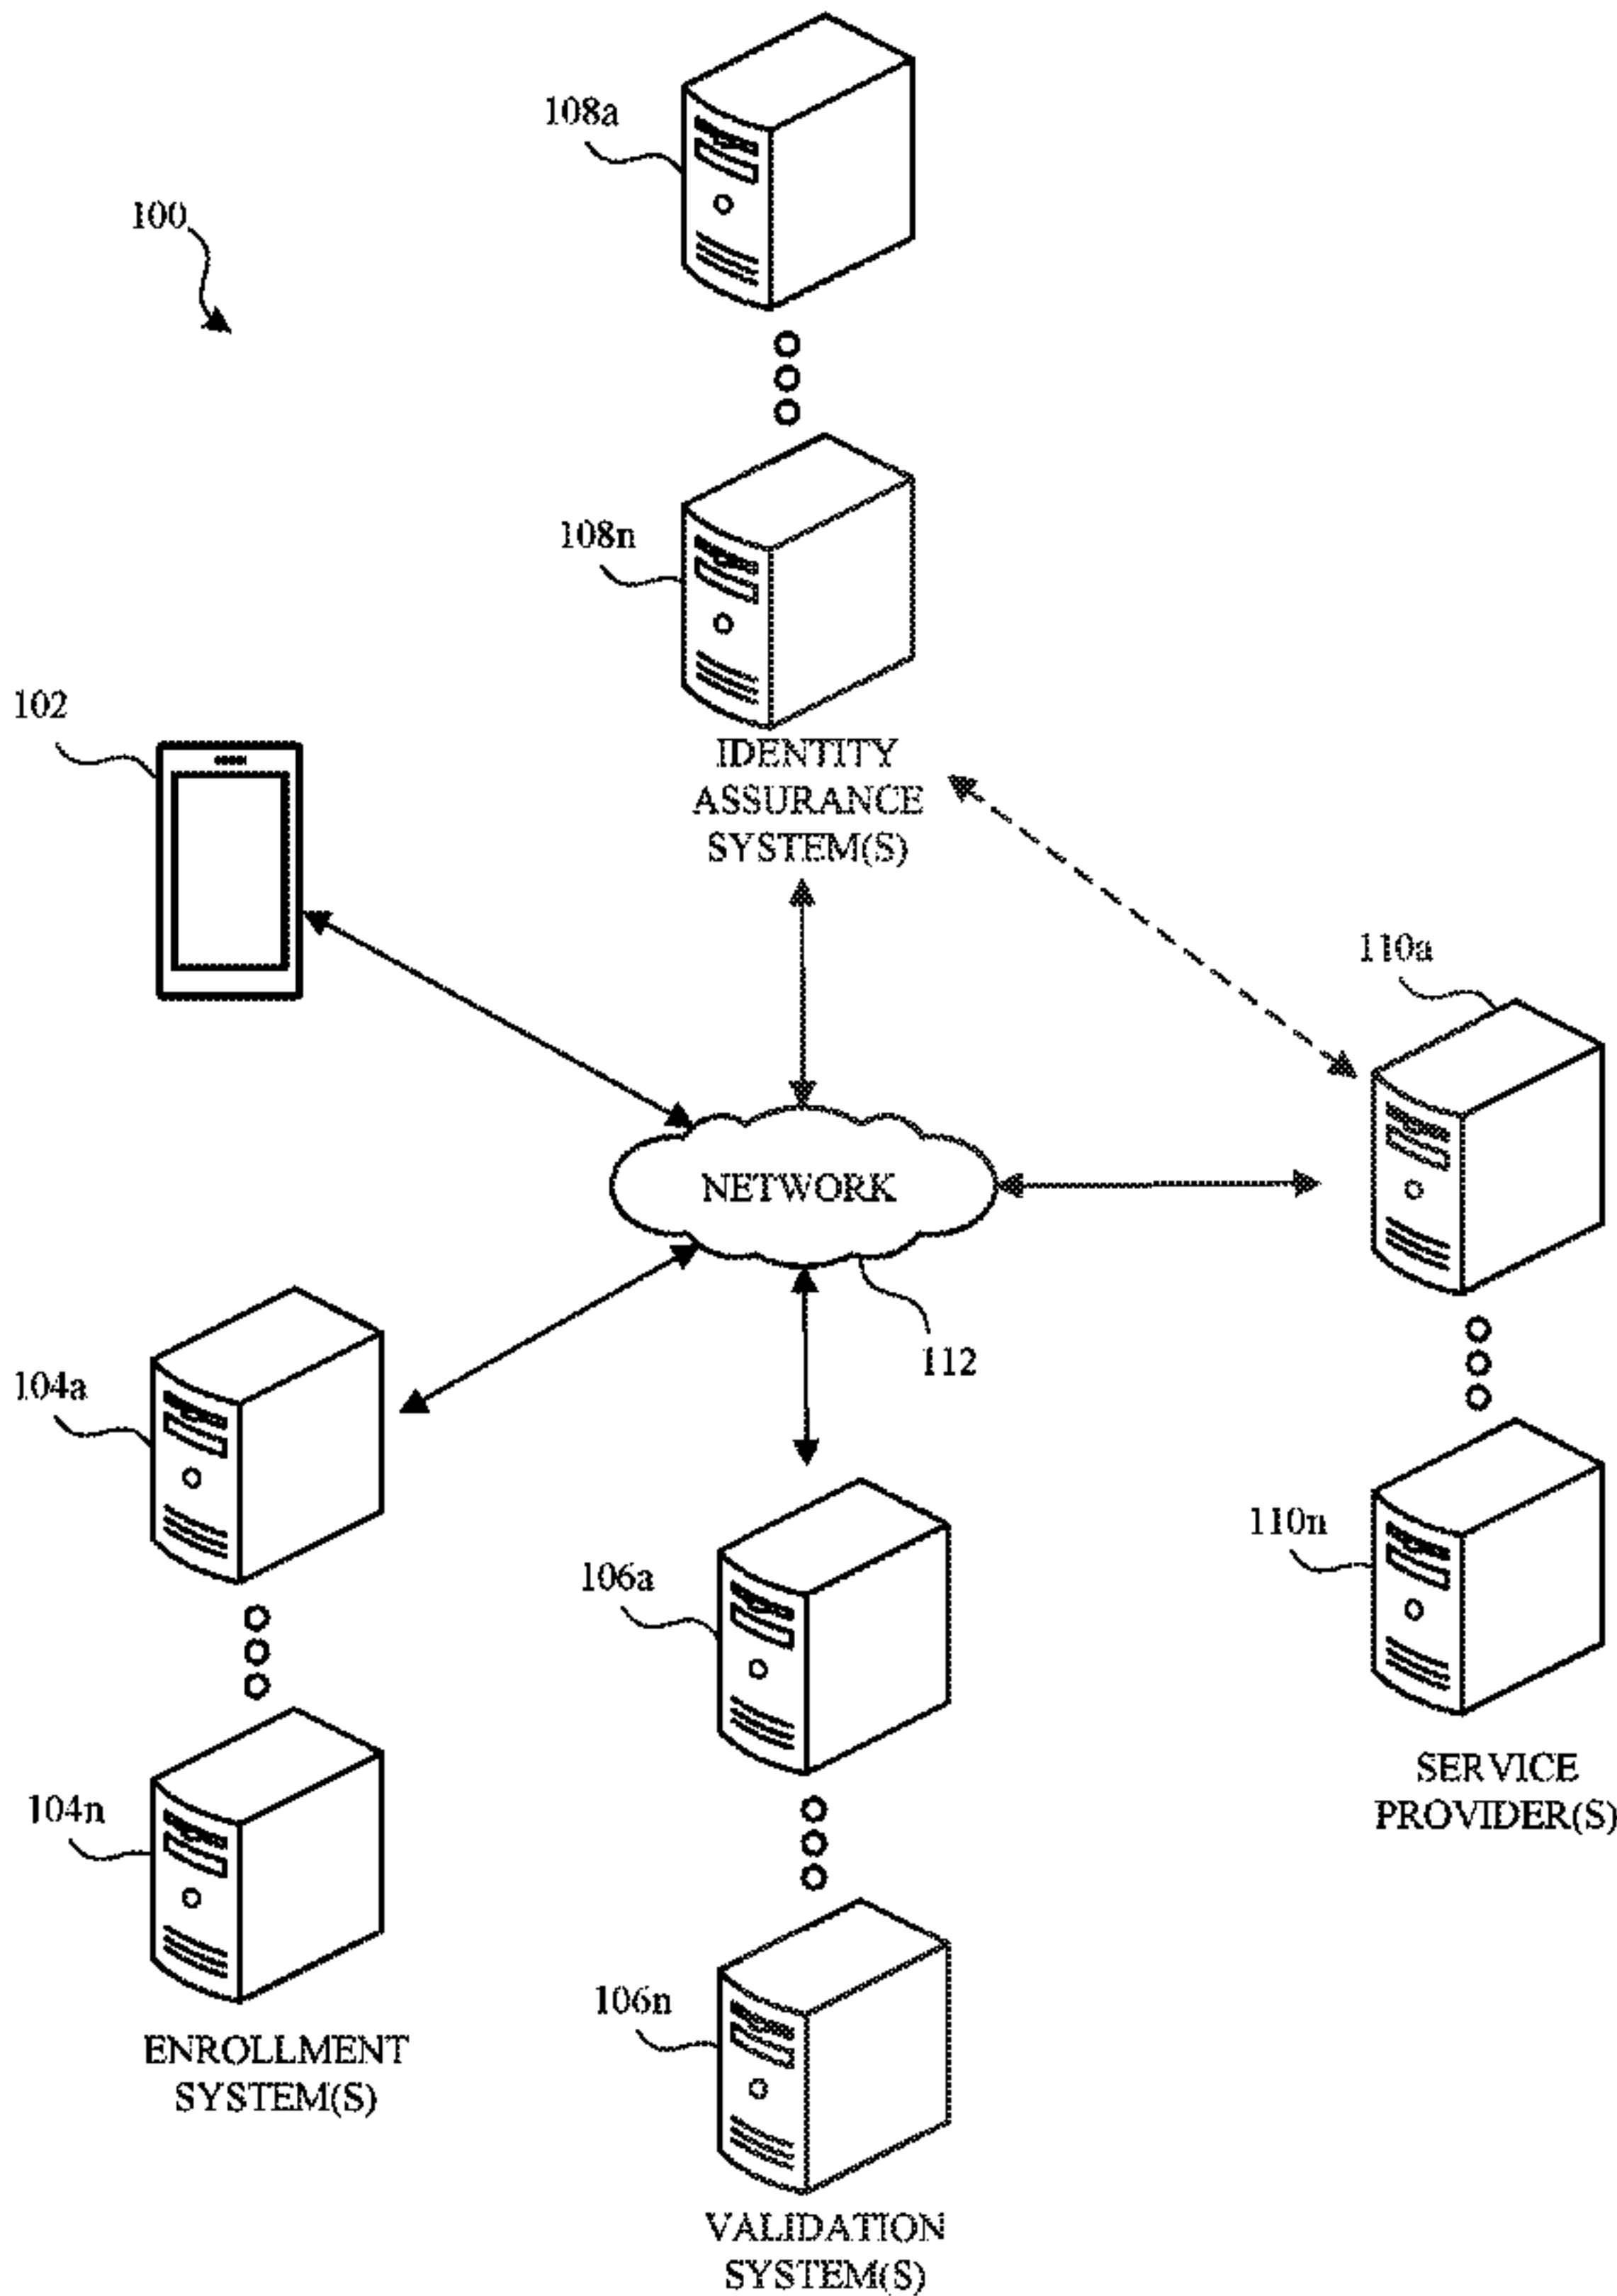 108a
100
108n
102
IDENTITY
ASSURANCE
SYSTEM(S)
110a
NETWORK
112
104a
110n
106a
SERVICE
PROVIDER(S)
104n
106n
ENROLLMENT
SYSTEM(S)
VALIDATION
SYSTEM(S)